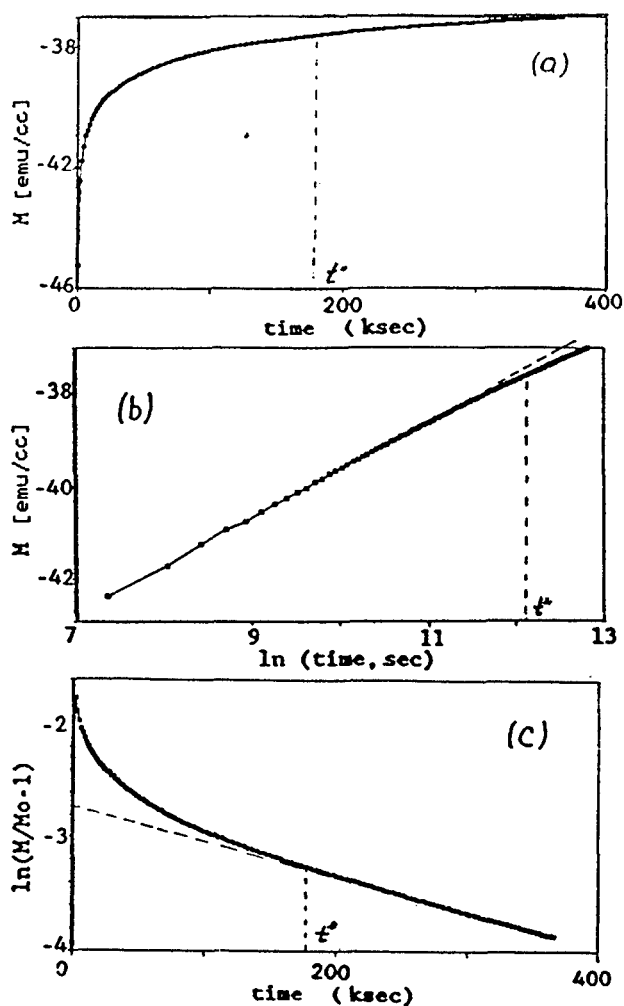 -38
-42
-46
M [emu/cc]
(a)
t*
0
200
400
time (ksec)
-38
-40
-42
M [emu/cc]
(b)
t*
7
9
11
13
ln (time,sec)
-2
-3
-4
ln(M/Mo-1)
(c)
t*
0
200
400
time (ksec)